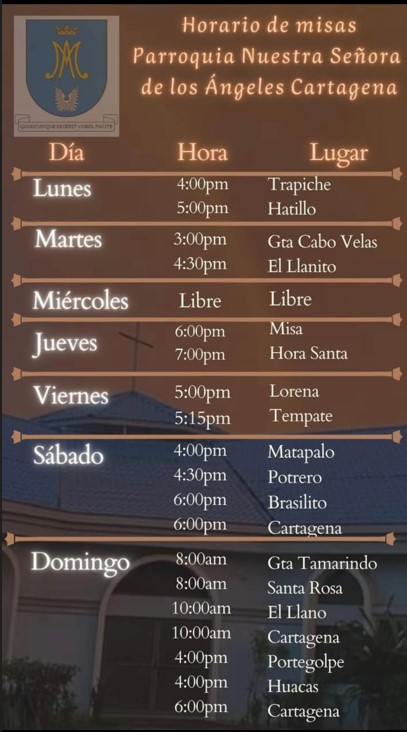 Horario de misas
Parroquia Nuestra Señora
de los Ángeles Cartagena
Día Hora Lugar
Lunes 4:00pm Trapiche
5:00pm Hatillo
Martes 3:00pm Gta Cabo Velas
4:30pm El Llanito
Miércoles Libre Libre
Jueves 6:00pm Misa
7:00pm Hora Santa
Viernes 5:00pm Lorena
5:15pm Tempate
Sábado 4:00pm Matapalo
4:30pm Potrero
6:00pm Brasilito
6:00pm Cartagena
Domingo 8:00am Gta Tamarindo
8:00am Santa Rosa
10:00am El Llano
10:00am Cartagena
4:00pm Portegolpe
4:00pm Huacas
6:00pm Cartagena